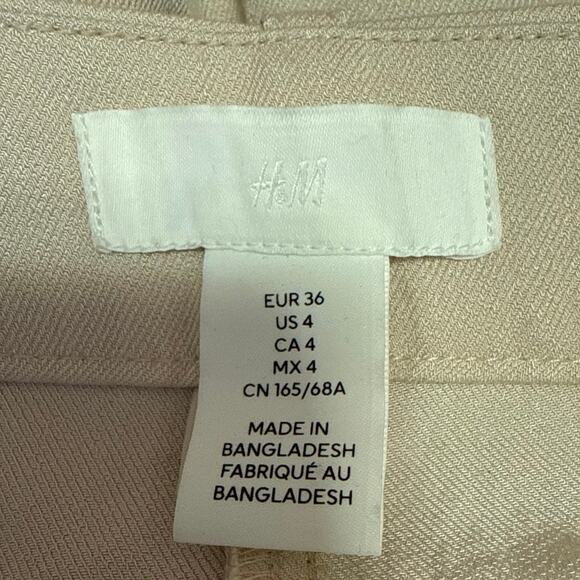 H&M
EUR 36
US 4
CA 4
MX 4
CN 165/68A
MADE IN
BANGLADESH
FABRIQUÉ AU
BANGLADESH